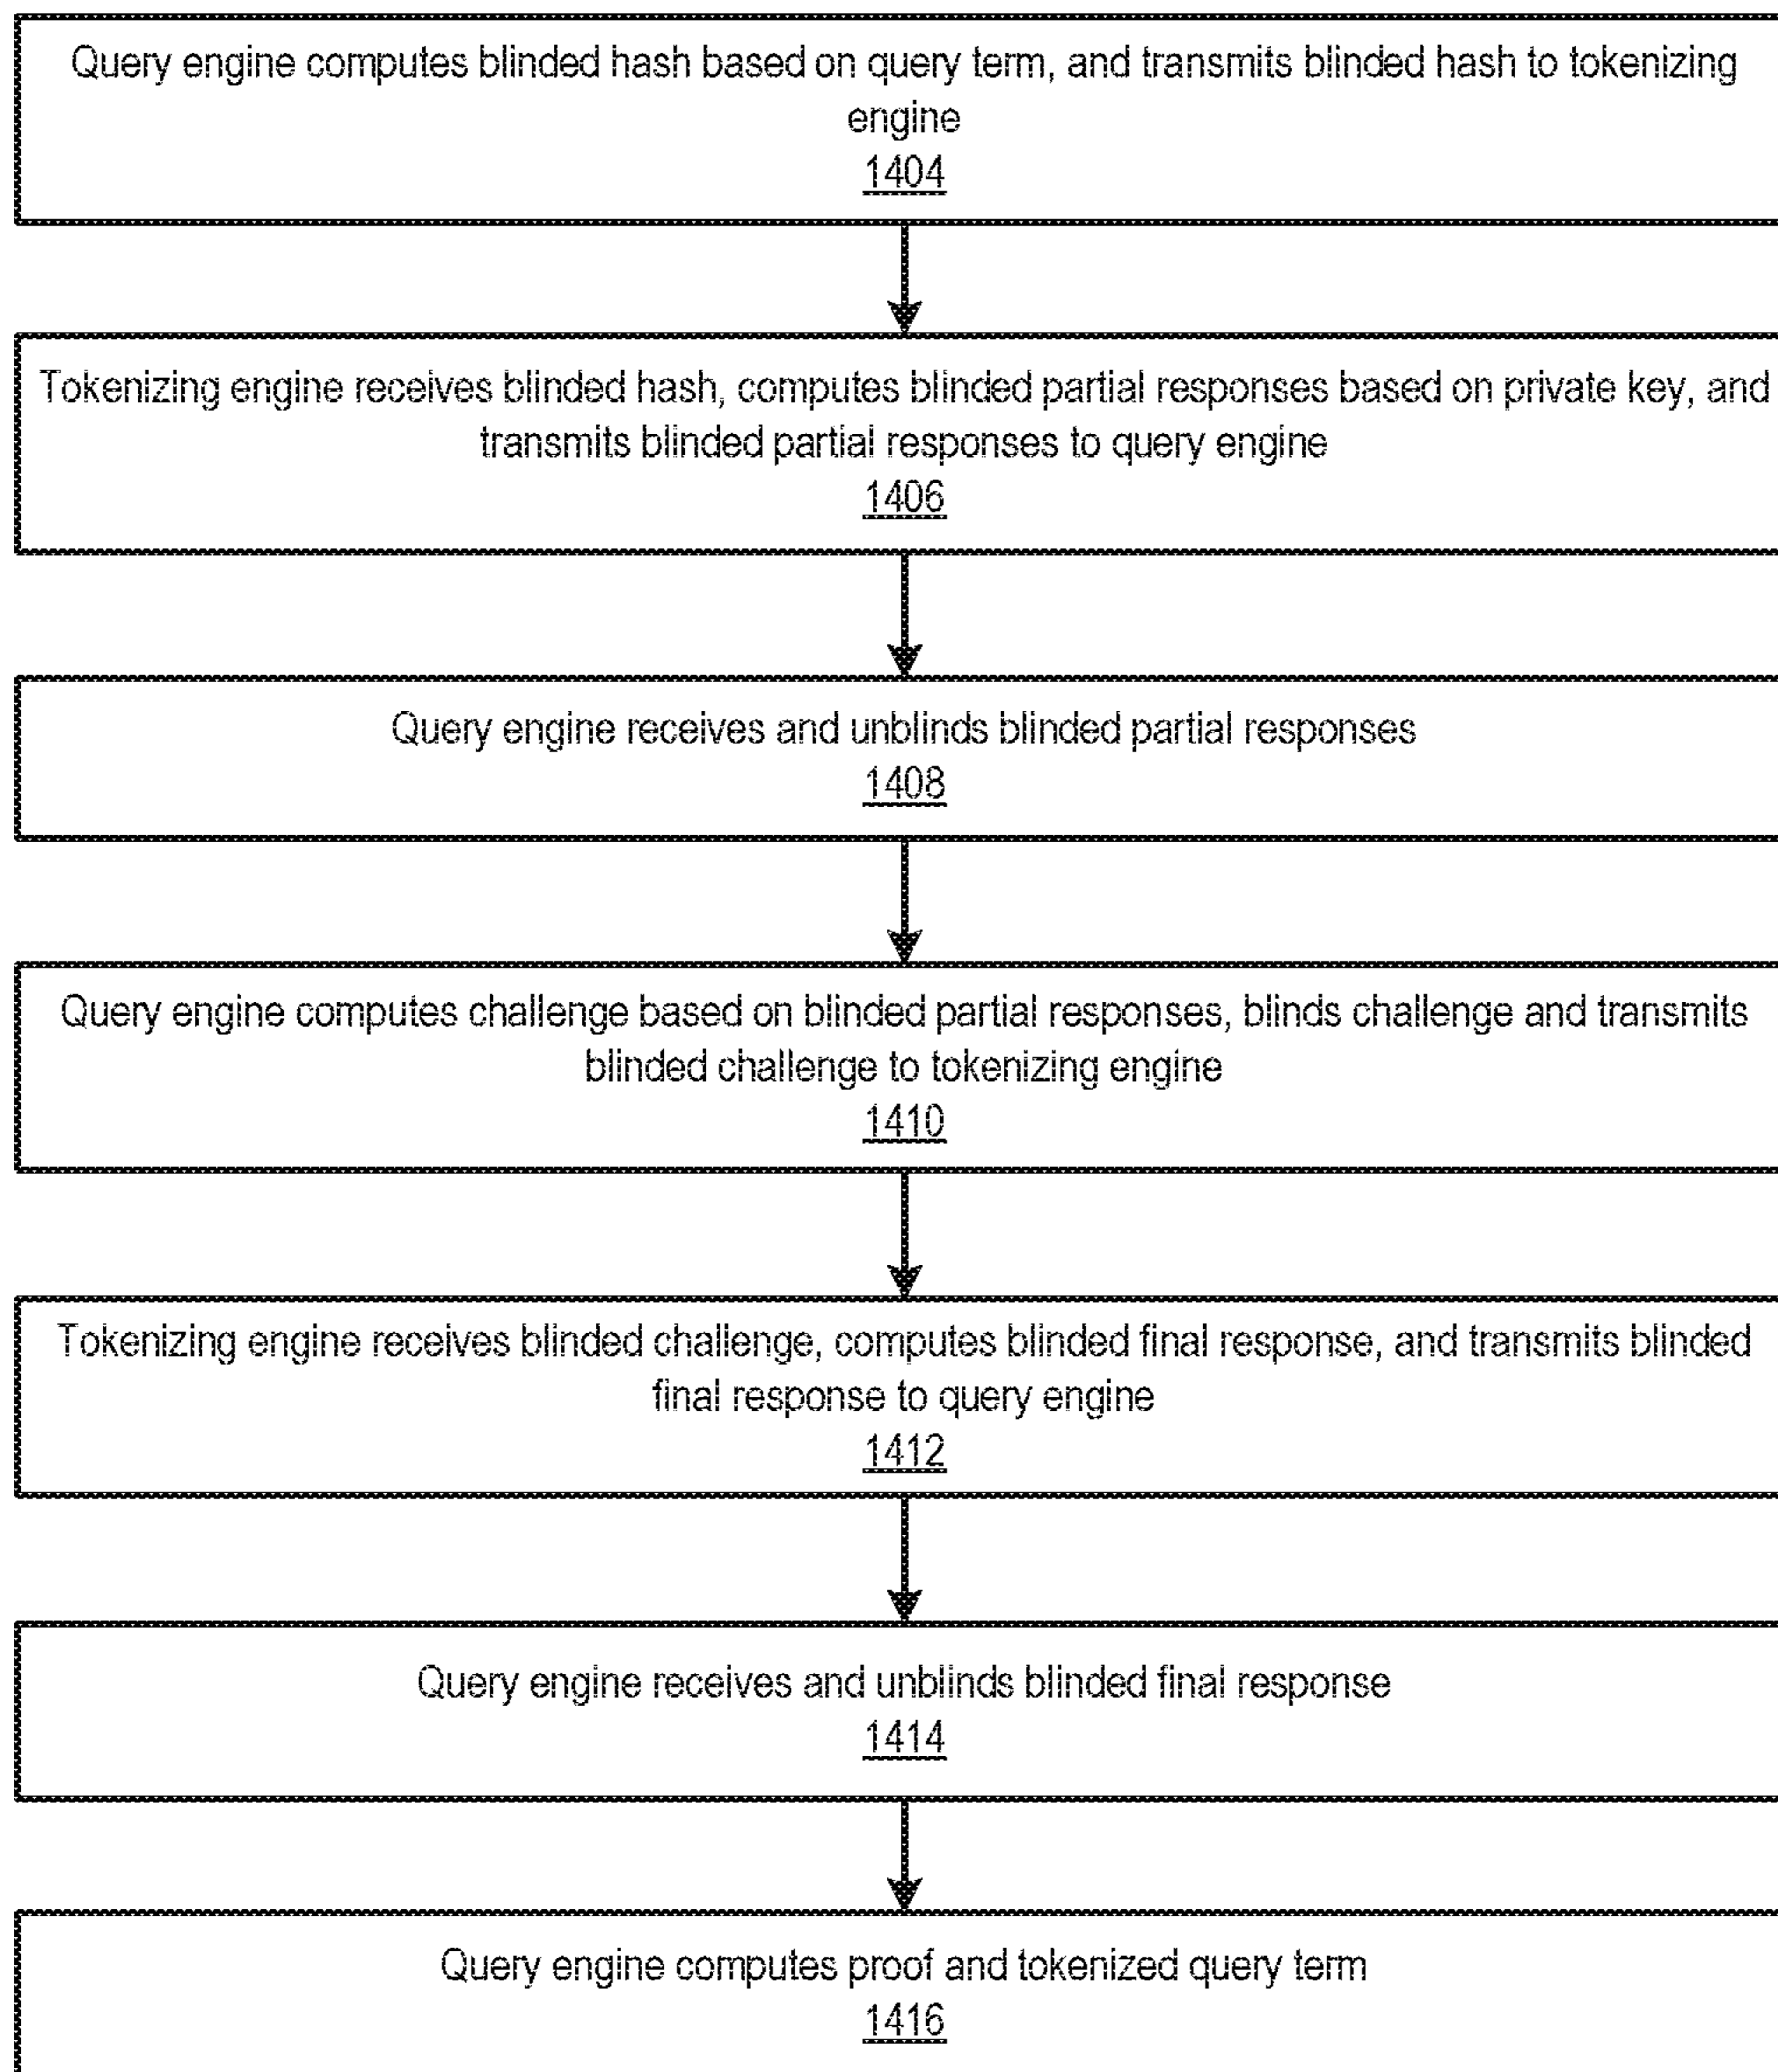 Query engine computes blinded hash based on query term, and transmits blinded hash to tokenizing
engine
1404
Tokenizing engine receives blinded hash, computes blinded partial responses based on private key, and
transmits blinded partial responses to query engine
1406
Query engine receives and unblinds blinded partial responses
1408
Query engine computes challenge based on blinded partial responses, blinds challenge and transmits
blinded challenge to tokenizing engine
1410
Tokenizing engine receives blinded challenge, computes blinded final response, and transmits blinded
final response to query engine
1412
Query engine receives and unblinds blinded final response
1414
Query engine computes proof and tokenized query term
1416